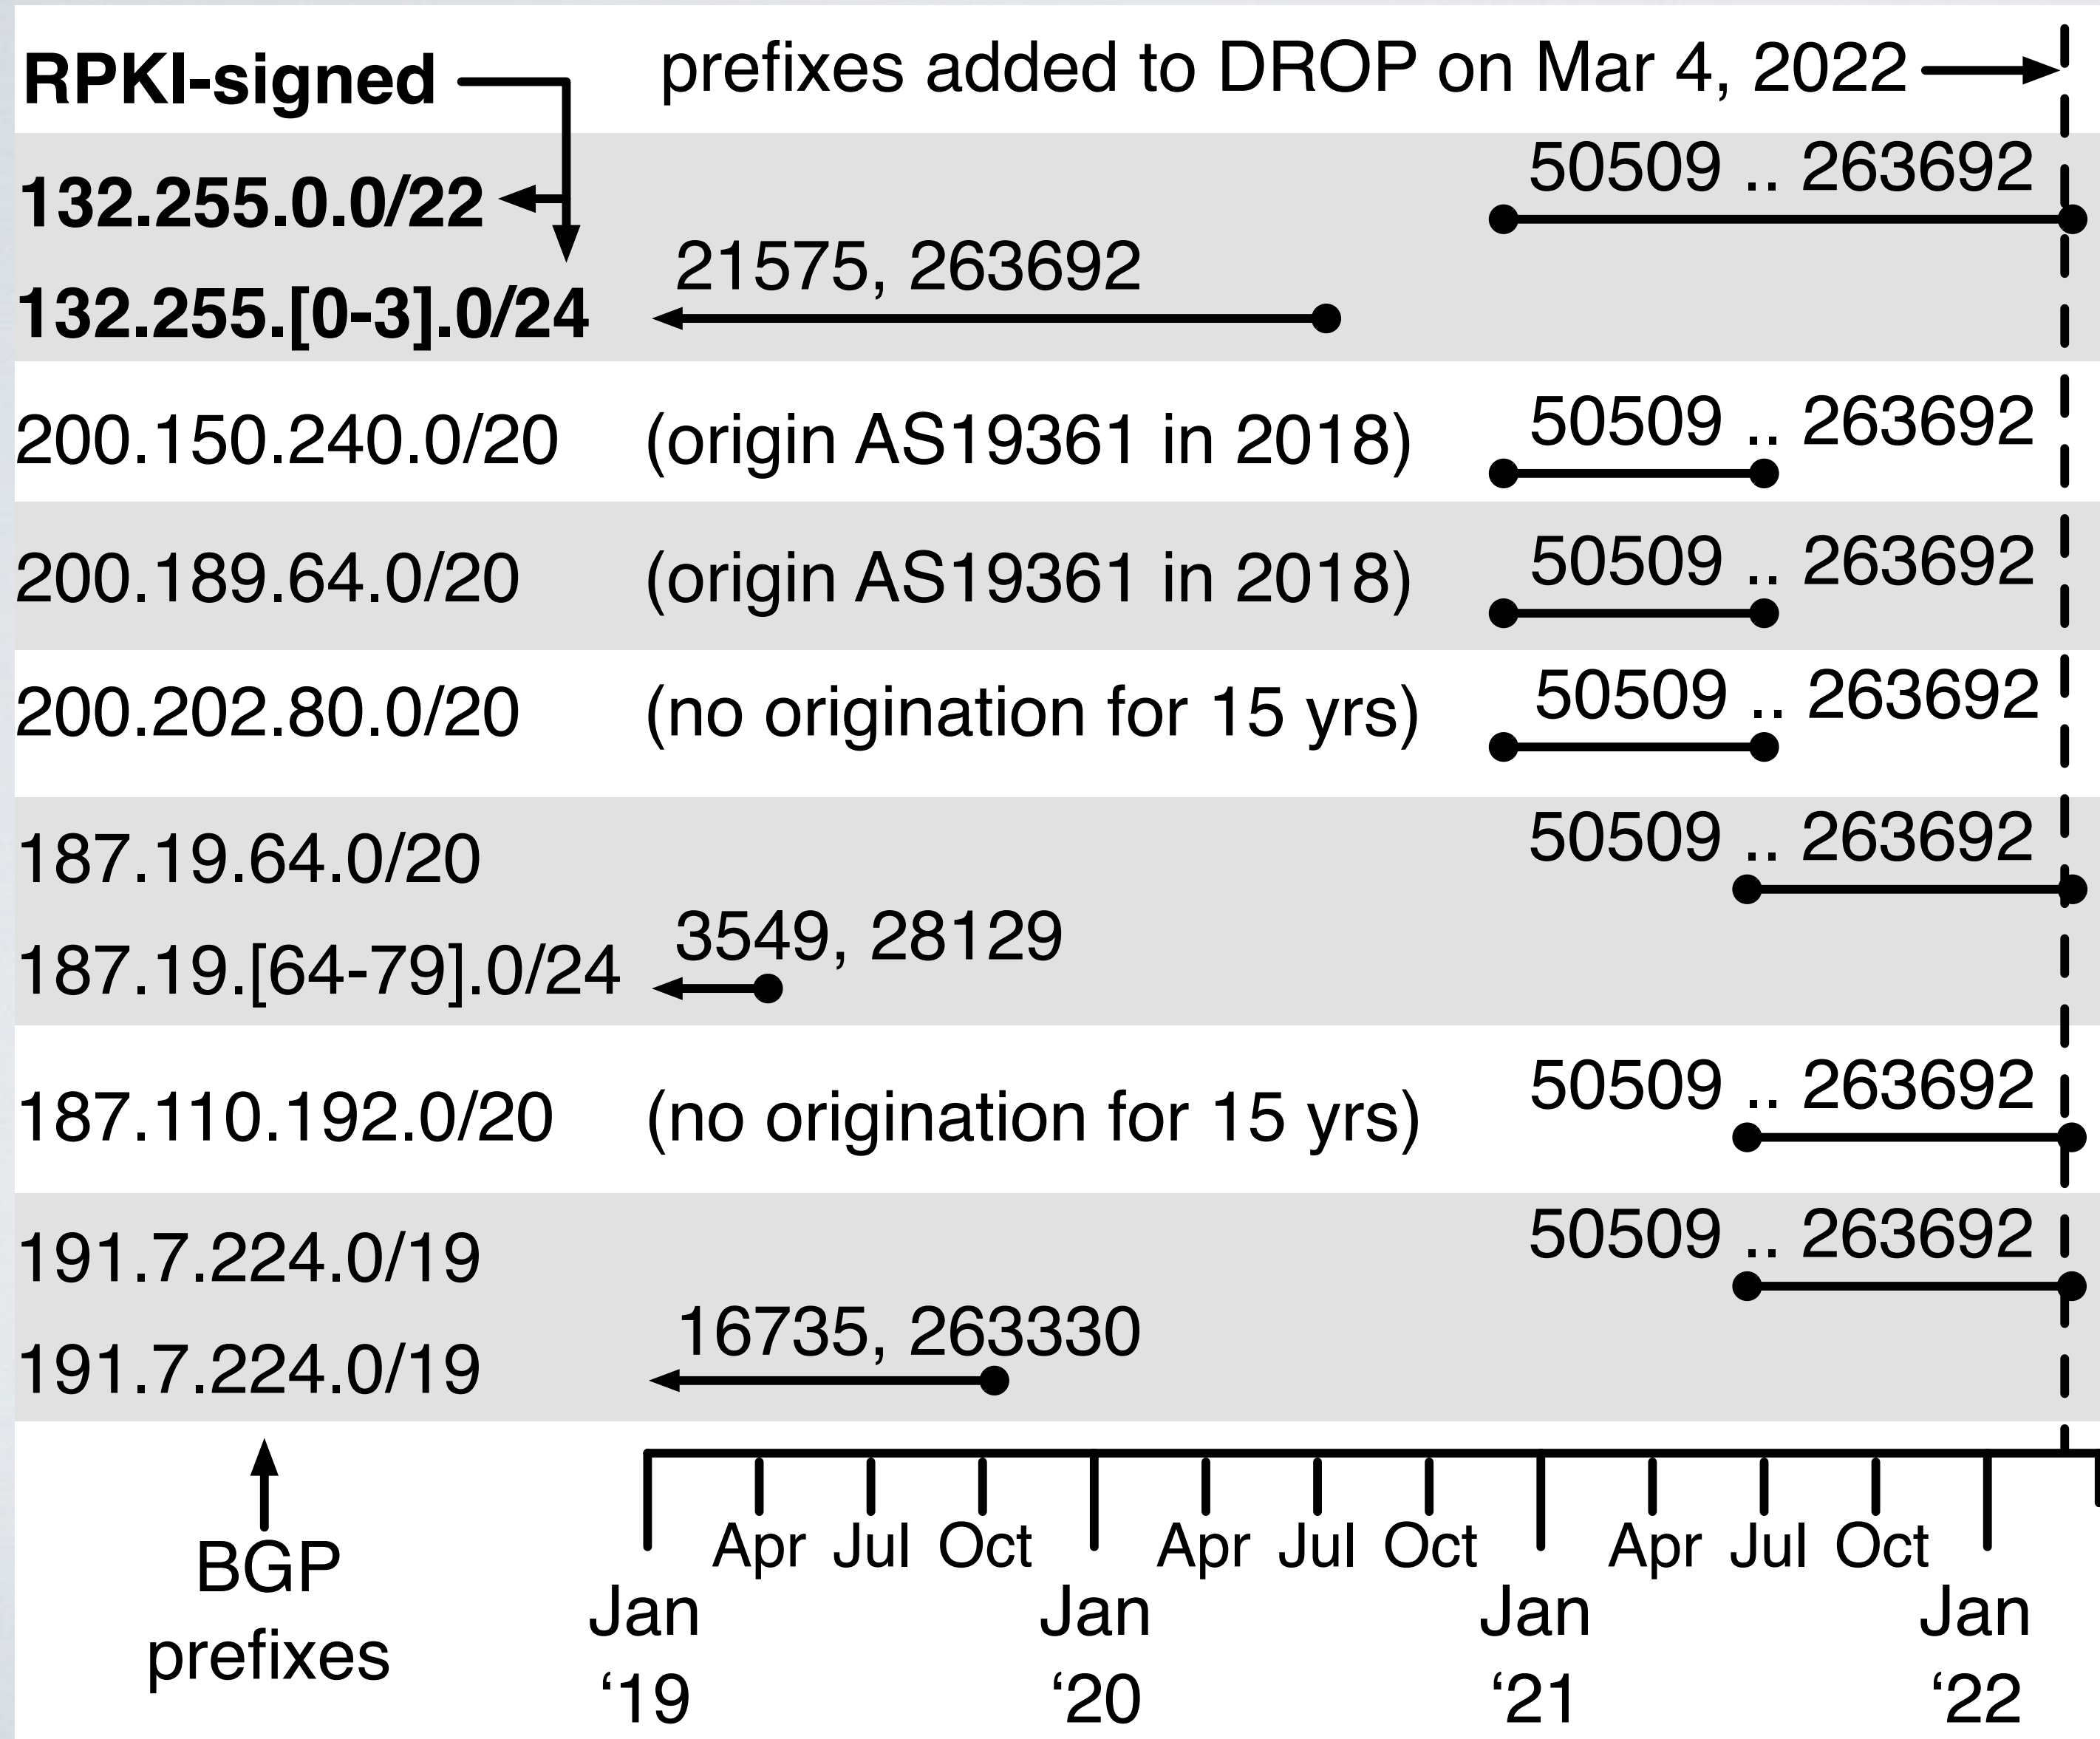 RPKI-signed prefixes added to DROP on Mar 4, 2022
50509 .. 263692
132.255.0.0/22
21575, 263692
132.255.[0-3].0/24
50509 .. 263692
200.150.240.0/20 (origin AS19361 in 2018)
50509 .. 263692
200.189.64.0/20 (origin AS19361 in 2018)
50509 .. 263692
200.202.80.0/20 (no origination for 15 yrs)
50509 .. 263692
187.19.64.0/20
3549, 28129
187.19.[64-79].0/24
50509 .. 263692
187.110.192.0/20 (no origination for 15 yrs)
50509 .. 263692
191.7.224.0/19
16735, 263330
191.7.224.0/19
BGP
prefixes
Apr Jul Oct Apr Jul Oct Apr Jul Oct
Jan Jan Jan Jan
‘19 ‘20 ‘21 ‘22